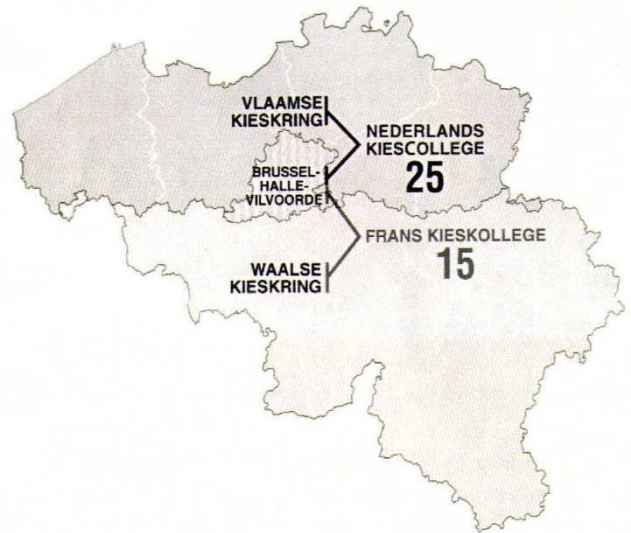 VLAAMSE
KIESKRING
NEDERLANDS
KIESCOLLEGE
25
BRUSSEL-
HALLE-
VILVOORDE
FRANS KIESKOLLEGE
15
WAALSE
KIESKRING